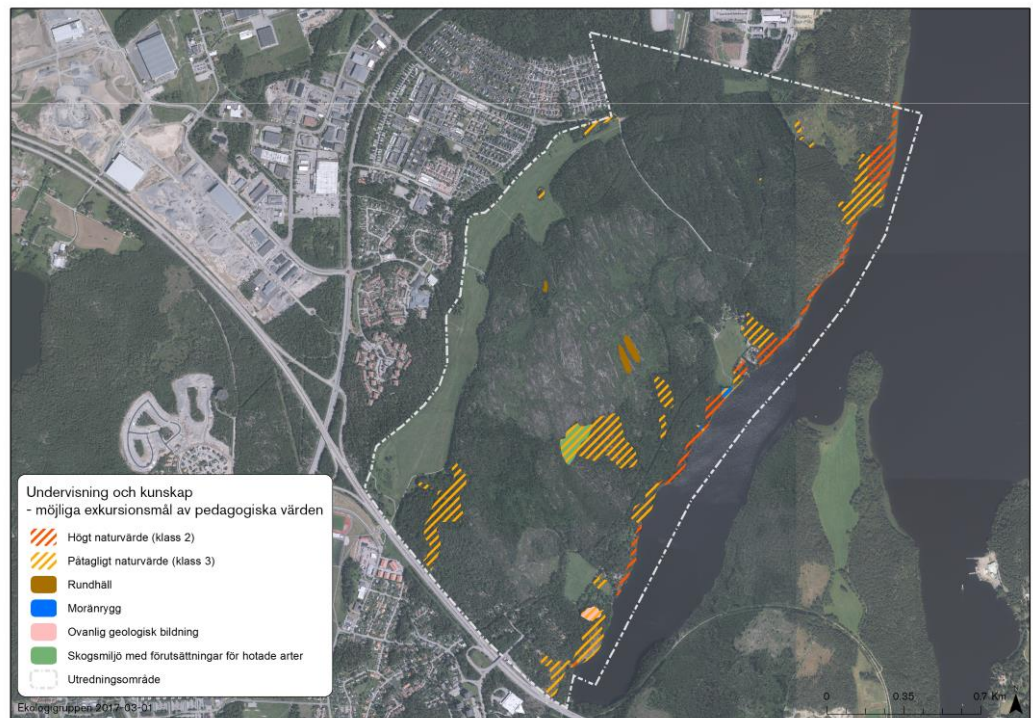 Undervisning och kunskap
- möjliga exkursionsmål av pedagogiska värden
Högt naturvärde (klass 2)
Påtagligt naturvärde (klass 3)
Rundhäll
Moränrygg
Ovanlig geologisk bildning
Skogsmiljö med förutsättningar för hotade arter
Utredningsområde
Ekologigruppen 2017-03-01
0 0.35 0.7 Km